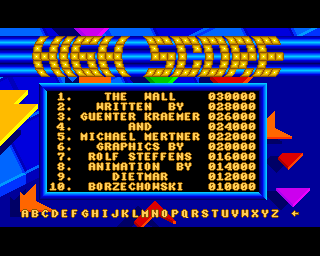 HIGH SCORE
1. THE WALL 030000
2. WRITTEN BY 028000
3. GUENTER KRAEMER 026000
4. AND 024000
5. MICHAEL MERTNER 022000
6. GRAPHICS BY 020000
7. ROLF STEFFENS 016000
8. ANIMATION BY 014000
9. DIETMAR 012000
10. BORZECHOWSKI 010000
ABCDEFGHIJKLMNOPQRSTUVWXYZ ←